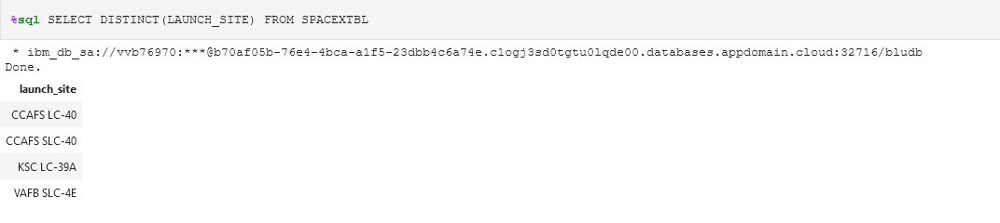 %sql SELECT DISTINCT(LAUNCH_SITE) FROM SPACEXTBL
* ibm_db_sa://vvb76970:***@b70af05b-76e4-4bca-a1f5-23dbb4c6a74e.c1ogj3sd0tgtu0lqde00.databases.appdomain.cloud:32716/bludb
Done.
launch_site
CCAFS LC-40
CCAFS SLC-40
KSC LC-39A
VAFB SLC-4E